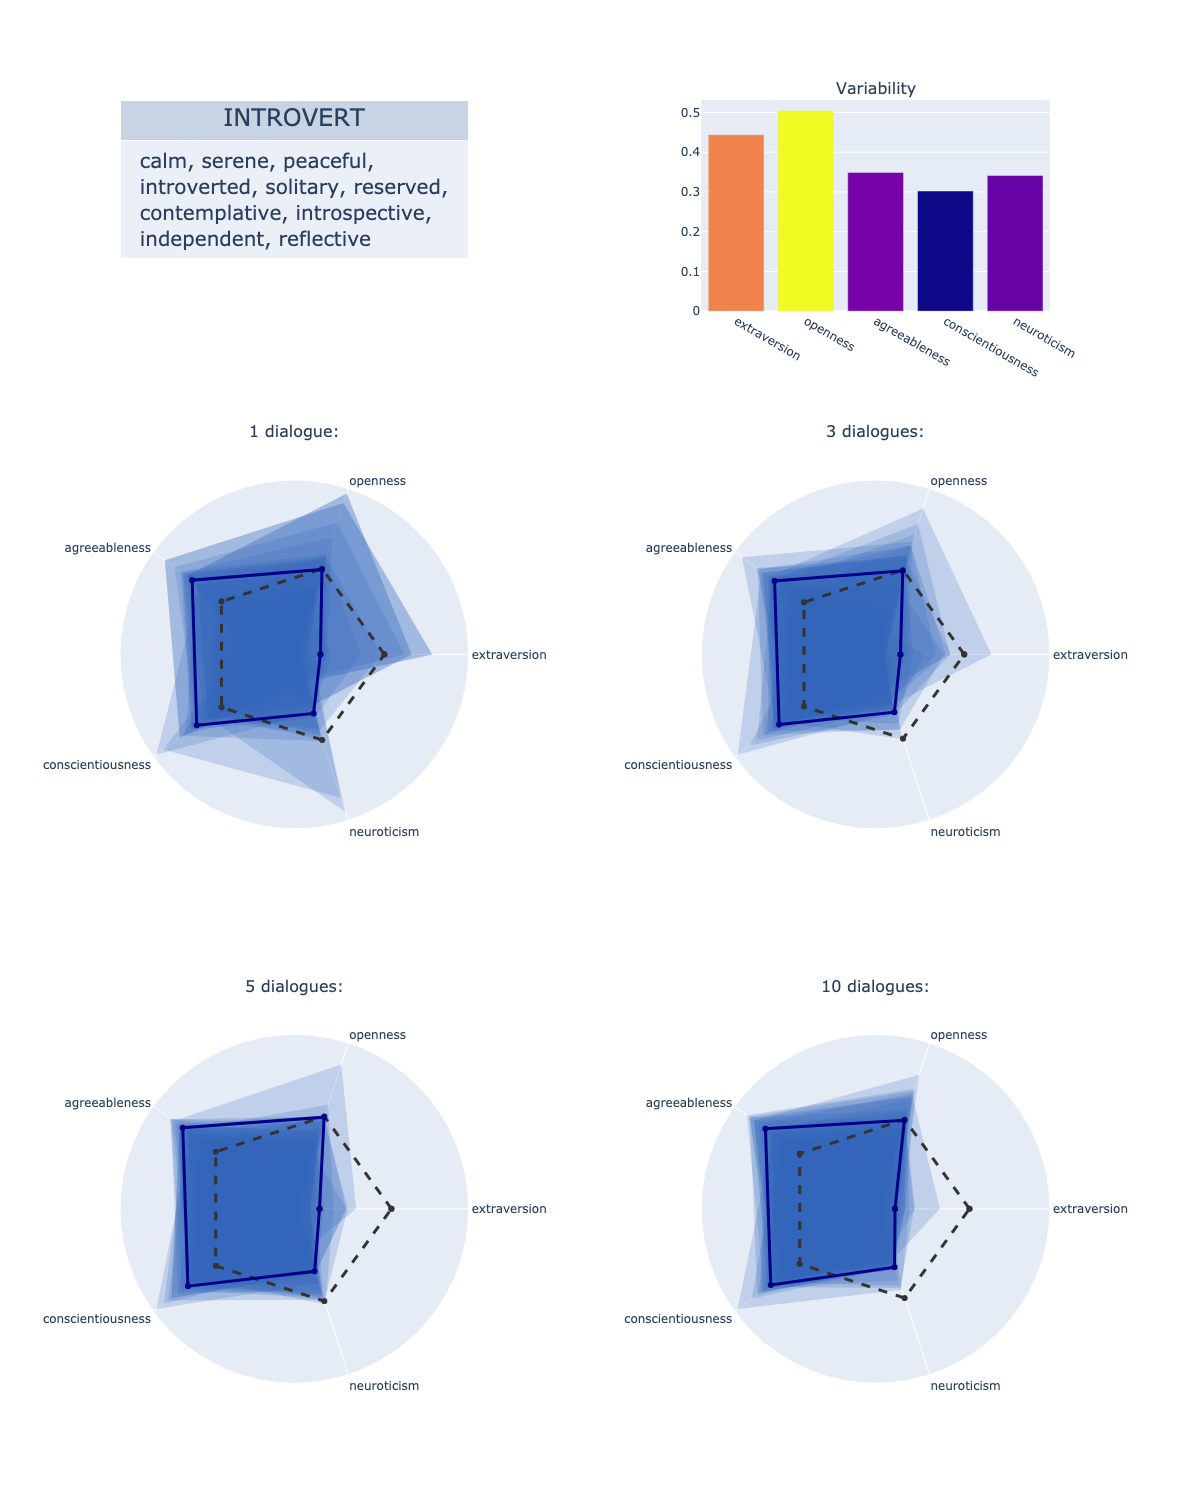 INTROVERT
calm, serene, peaceful,
introverted, solitary, reserved,
contemplative, introspective,
independent, reflective
Variability
0.5
0.4
0.3
0.2
0.1
0
extraversion
openness
agreeableness
conscientiousness
neuroticism
1 dialogue:
openness
agreeableness
extraversion
conscientiousness
neuroticism
3 dialogues:
openness
agreeableness
extraversion
conscientiousness
neuroticism
5 dialogues:
openness
agreeableness
extraversion
conscientiousness
neuroticism
10 dialogues:
openness
agreeableness
extraversion
conscientiousness
neuroticism